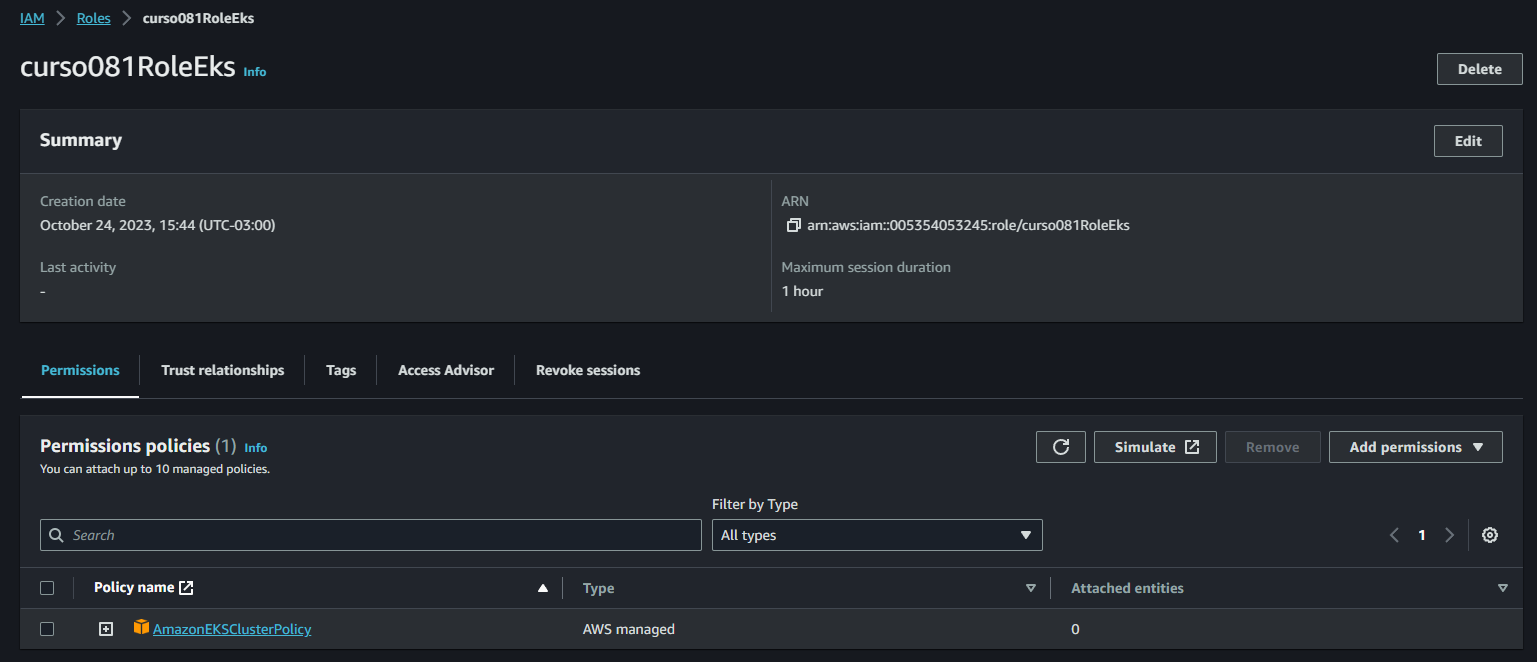 IAM > Roles > curso081RoleEks
curso081RoleEks Info
Delete
Summary
Edit
Creation date
October 24, 2023, 15:44 (UTC-03:00)
ARN
arn:aws:iam::005354053245:role/curso081RoleEks
Last activity
-
Maximum session duration
1 hour
Permissions Trust relationships Tags Access Advisor Revoke sessions
Permissions policies (1) Info
You can attach up to 10 managed policies.
Simulate Remove Add permissions
Filter by Type
Search
All types
1
Policy name Type Attached entities
AmazonEKSClusterPolicy AWS managed 0